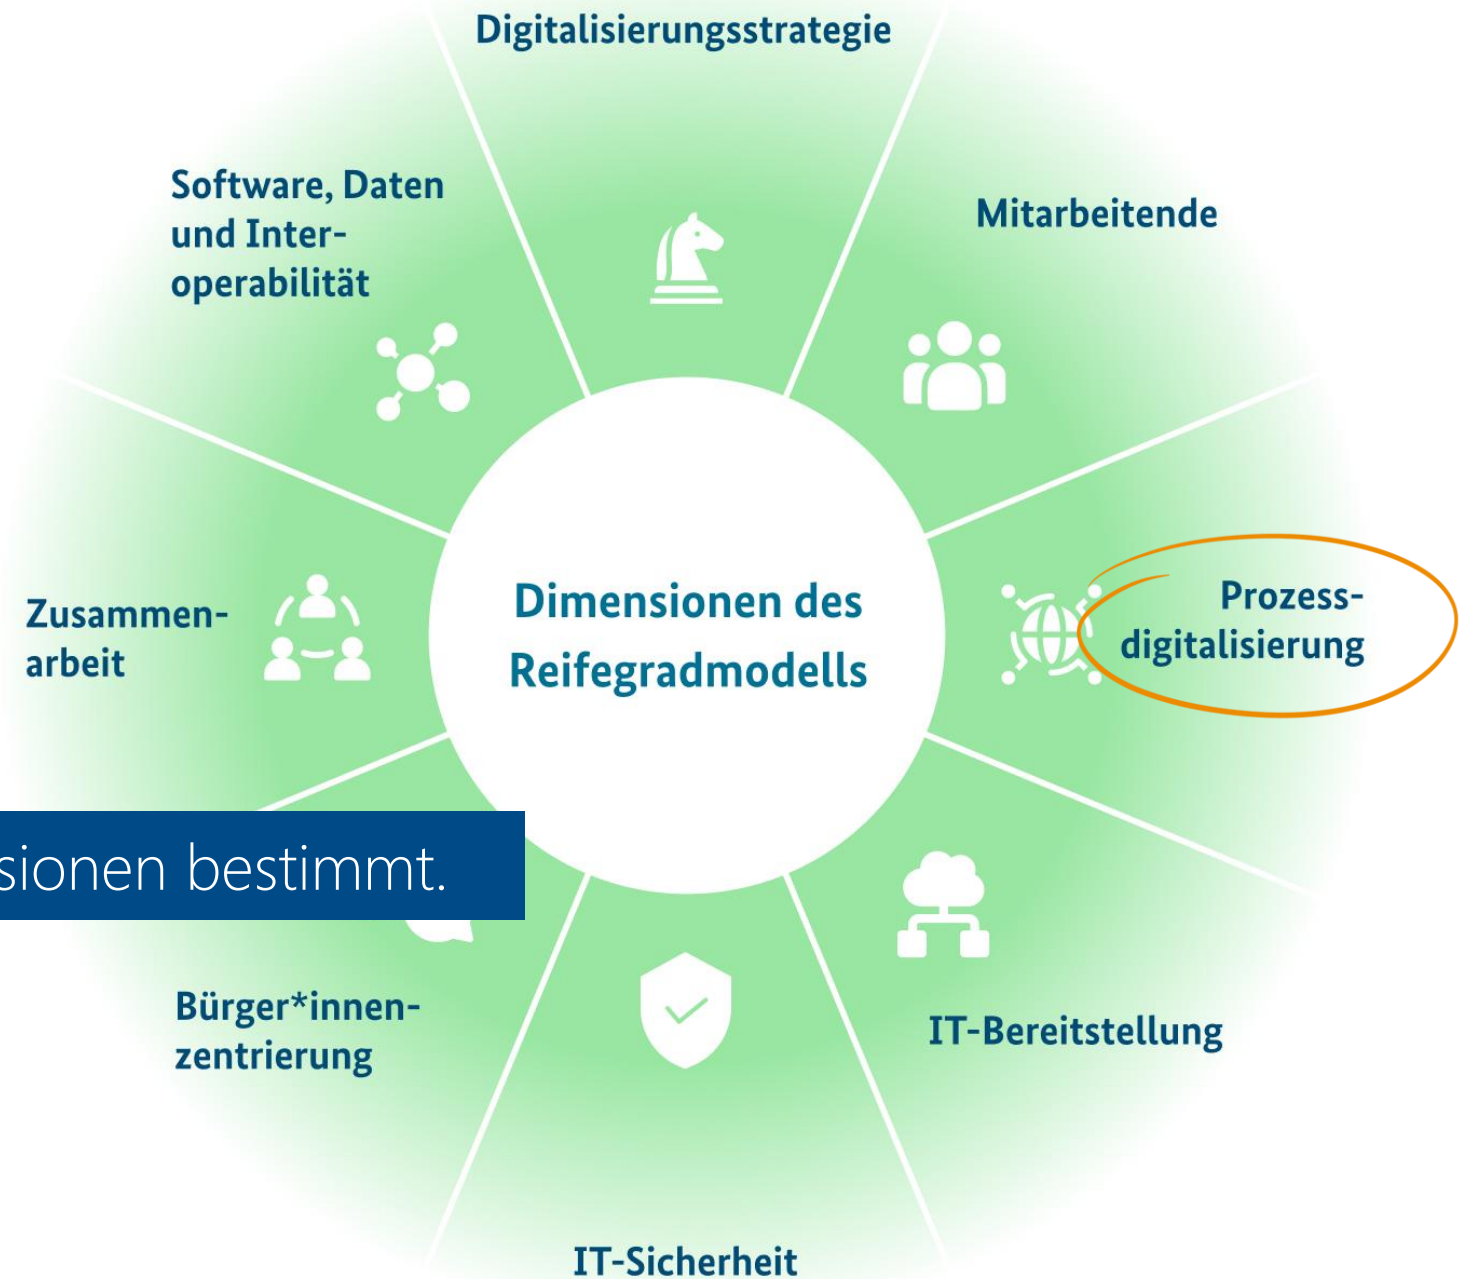 Digitalisierungsstrategie
Software, Daten
und Inter-
operabilität
Mitarbeitende
Zusammen-
arbeit
Dimensionen des
Reifegradmodells
Prozess-
digitalisierung
sionen bestimmt.
Bürger*innen-
zentrierung
IT-Bereitstellung
IT-Sicherheit